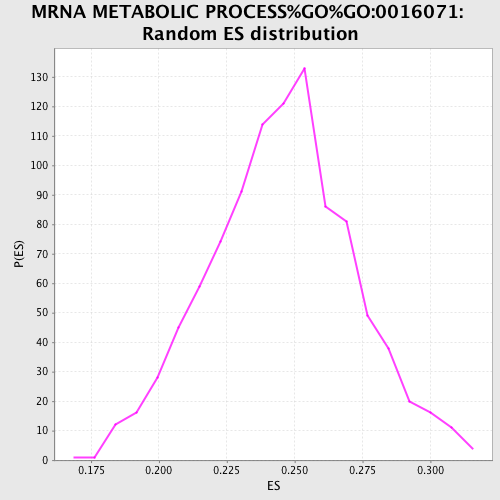 MRNA METABOLIC PROCESS%GO%GO:0016071:
Random ES distribution
P(ES)
130
120
110
100
90
80
70
60
50
40
30
20
10
0
0.175 0.200 0.225 0.250 0.275 0.300
ES